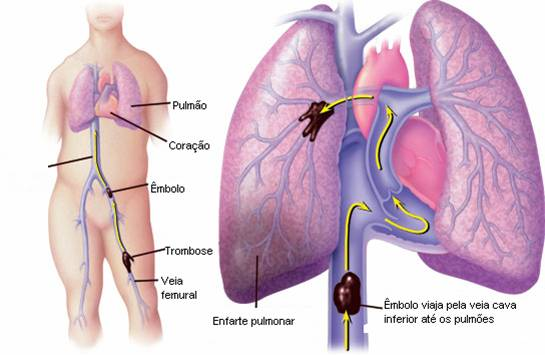 Pulmão
Coração
Êmbolo
Trombose
Veia
femural
Enfarte pulmonar
Êmbolo viaja pela veia cava
inferior até os pulmões